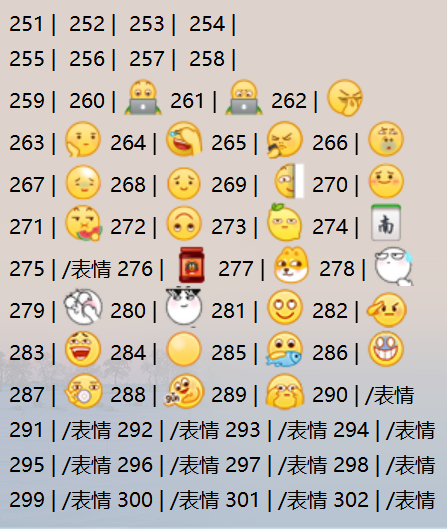 251 | 252 | 253 | 254 |
255 | 256 | 257 | 258 |
259 | 260 | 261 | 262 |
263 | 264 | 265 | 266 |
267 | 268 | 269 | 270 |
271 | 272 | 273 | 274 | 南
275 | /表情 276 | 277 | 278 |
279 | 280 | 281 | 282 |
283 | 284 | 285 | 286 |
287 | 288 | 289 | 290 | /表情
291 | /表情 292 | /表情 293 | /表情 294 | /表情
295 | /表情 296 | /表情 297 | /表情 298 | /表情
299 | /表情 300 | /表情 301 | /表情 302 | /表情